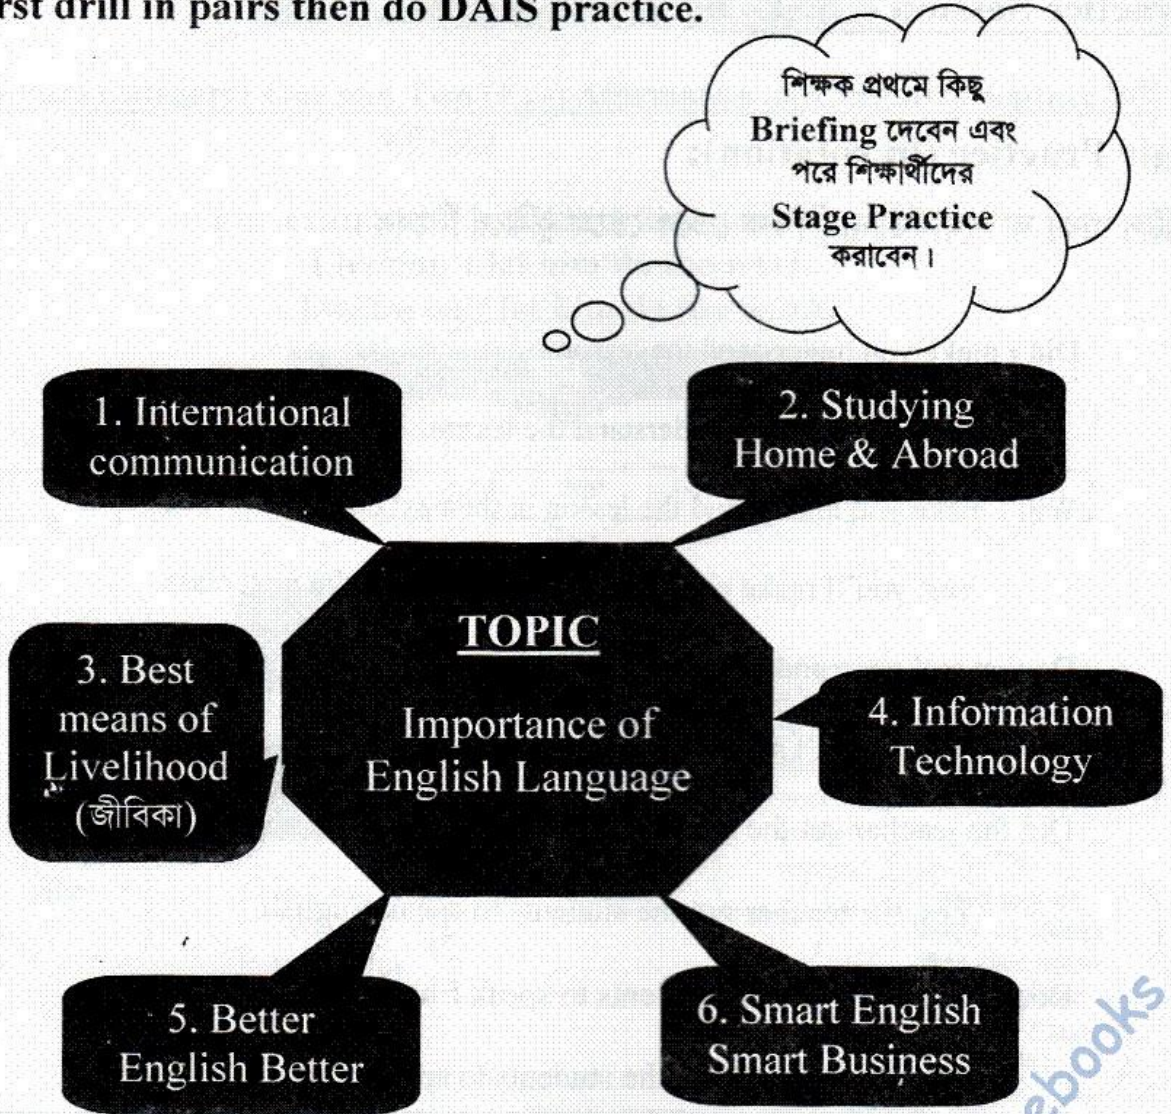 rst drill in pairs then do DAIS practice.
শিক্ষক প্রথমে কিছু
Briefing দেবেন এবং
পরে শিক্ষার্থীদের
Stage Practice
করাবেন।
1. International
communication
2. Studying
Home & Abroad
TOPIC
Importance of
English Language
3. Best
means of
Livelihood
(জীবিকা)
4. Information
Technology
5. Better
English Better
6. Smart English
Smart Business
ebooks